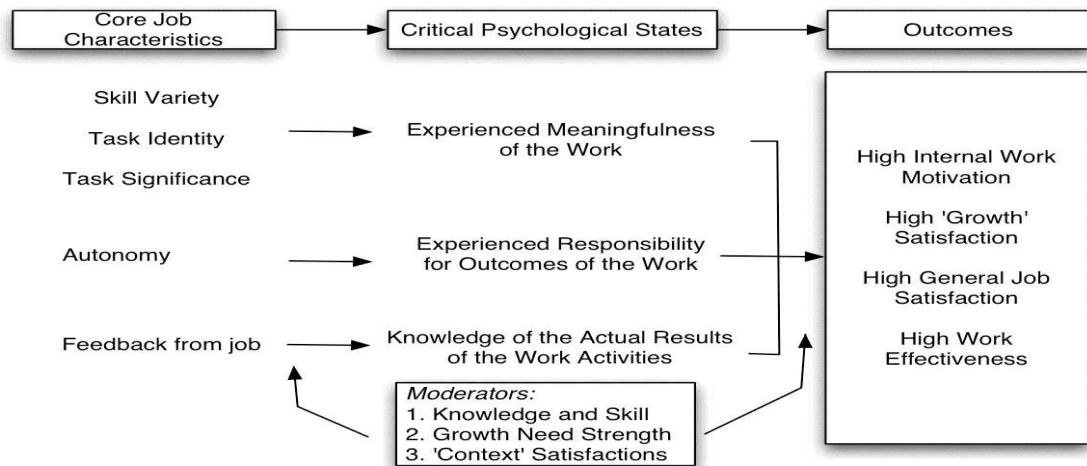 Core Job
Characteristics
Critical Psychological States
Outcomes
Skill Variety
Task Identity
Task Significance
Experienced Meaningfulness
of the Work
Autonomy
Experienced Responsibility
for Outcomes of the Work
Feedback from job
Knowledge of the Actual Results
of the Work Activities
High Internal Work
Motivation
High 'Growth'
Satisfaction
High General Job
Satisfaction
High Work
Effectiveness
Moderators:
1. Knowledge and Skill
2. Growth Need Strength
3. 'Context' Satisfactions